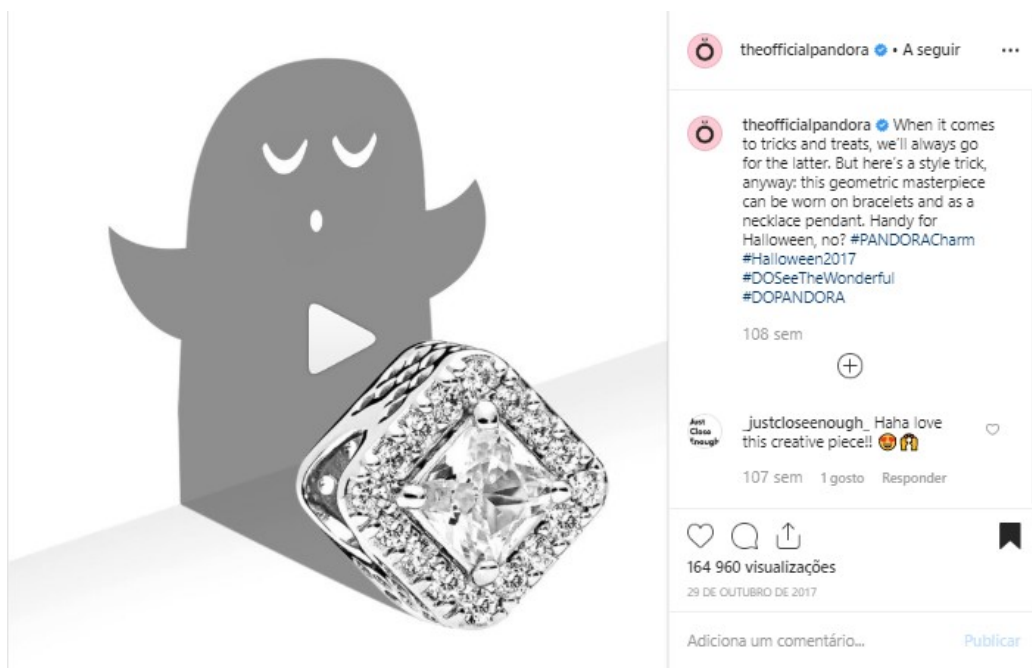 theofficialpandora • A seguir
theofficialpandora When it comes
to tricks and treats, we'll always go
for the latter. But here's a style trick,
anyway: this geometric masterpiece
can be worn on bracelets and as a
necklace pendant. Handy for
Halloween, no? #PANDORACharm
#Halloween2017
#DOSeeTheWonderful
#DOPANDORA
108 sem
Just
Close
Enough
_justcloseenough_ Haha love
this creative piece!! 😍🙌
107 sem 1 gosto Responder
164 960 visualizações
29 DE OUTUBRO DE 2017
Adiciona um comentário... Publicar